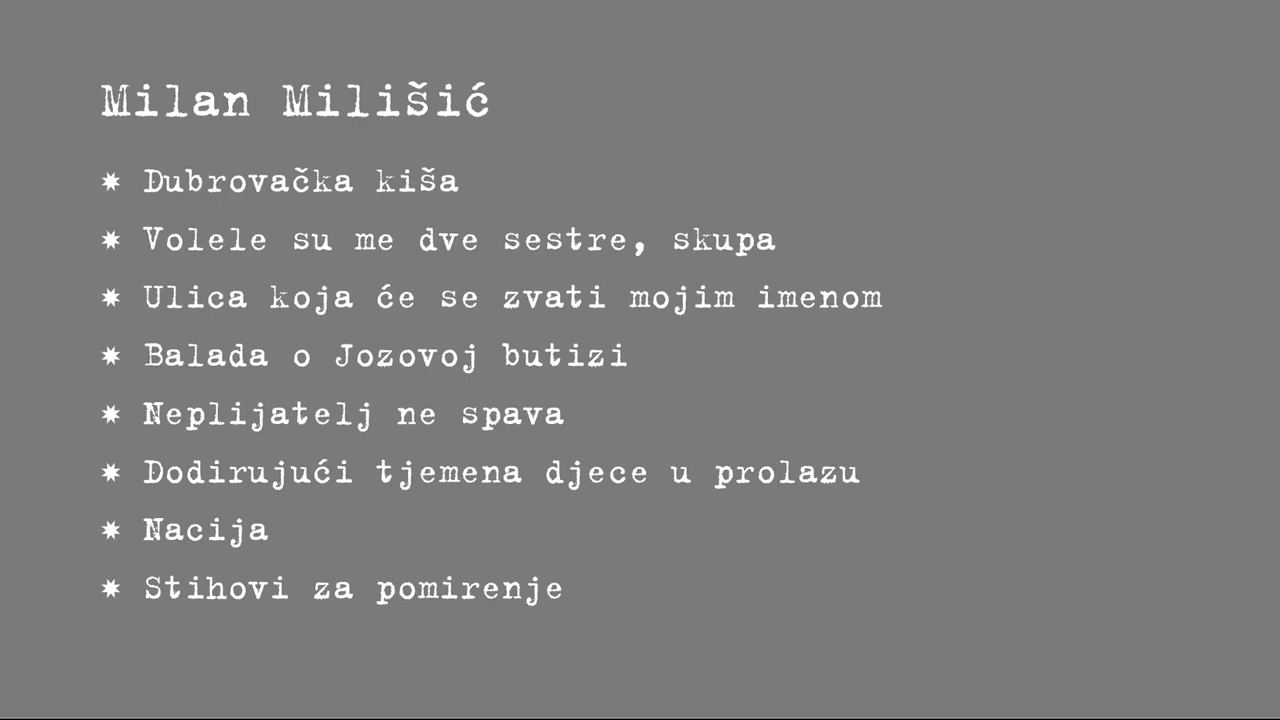 Milan Milišić
✷ Dubrovačka kiša
✷ Volele su me dve sestre, skupa
✷ Ulica koja će se zvati mojim imenom
✷ Balada o Jozovoj butizi
✷ Neplijatelj ne spava
✷ Dodirujući tjemena djece u prolazu
✷ Nacija
✷ Stihovi za pomirenje